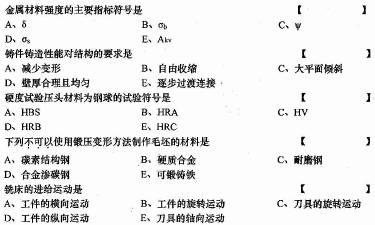 金属材料强度的主要指标符号是 【 】
A、δ B、σb C、ψ
D、σs E、Akv
铸件铸造性能对结构的要求是 【 】
A、减少变形 B、自由收缩 C、大平面倾斜
D、壁厚合理且均匀 E、逐步过渡连接
硬度试验压头材料为钢球的试验符号是 【 】
A、HBS B、HRA C、HV
D、HRB E、HRC
下列不可以使用锻压变形方法制作毛坯的材料是 【 】
A、碳素结构钢 B、硬质合金 C、耐磨钢
D、合金渗碳钢 E、可锻铸铁
铣床的进给运动是 【 】
A、工件的横向运动 B、工件的旋转运动 C、刀具的旋转运动
D、工件的纵向运动 E、刀具的轴向运动